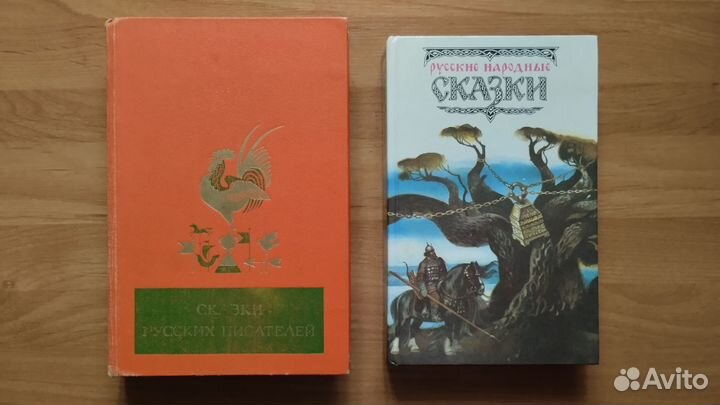 СКАЗКИ
РУССКИХ ПИСАТЕЛЕЙ
РУССКИЕ НАРОДНЫЕ
СКАЗКИ
Avito